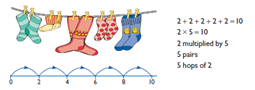 2 + 2 + 2 + 2 + 2 = 10
2 × 5 = 10
2 multiplied by 5
5 pairs
5 hops of 2
0 2 4 6 8 10